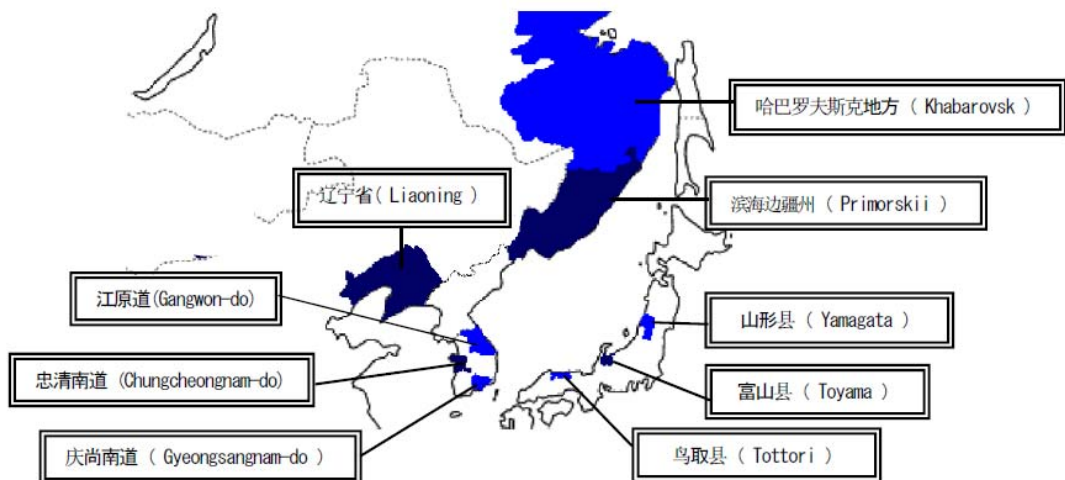 哈巴罗夫斯克地方 ( Khabarovsk )
辽宁省( Liaoning )
滨海边疆州 ( Primorskii )
江原道(Gangwon-do)
山形县 ( Yamagata )
忠清南道 (Chungcheongnam-do)
富山县 ( Toyama )
庆尚南道 ( Gyeongsangnam-do )
鸟取县 ( Tottori )